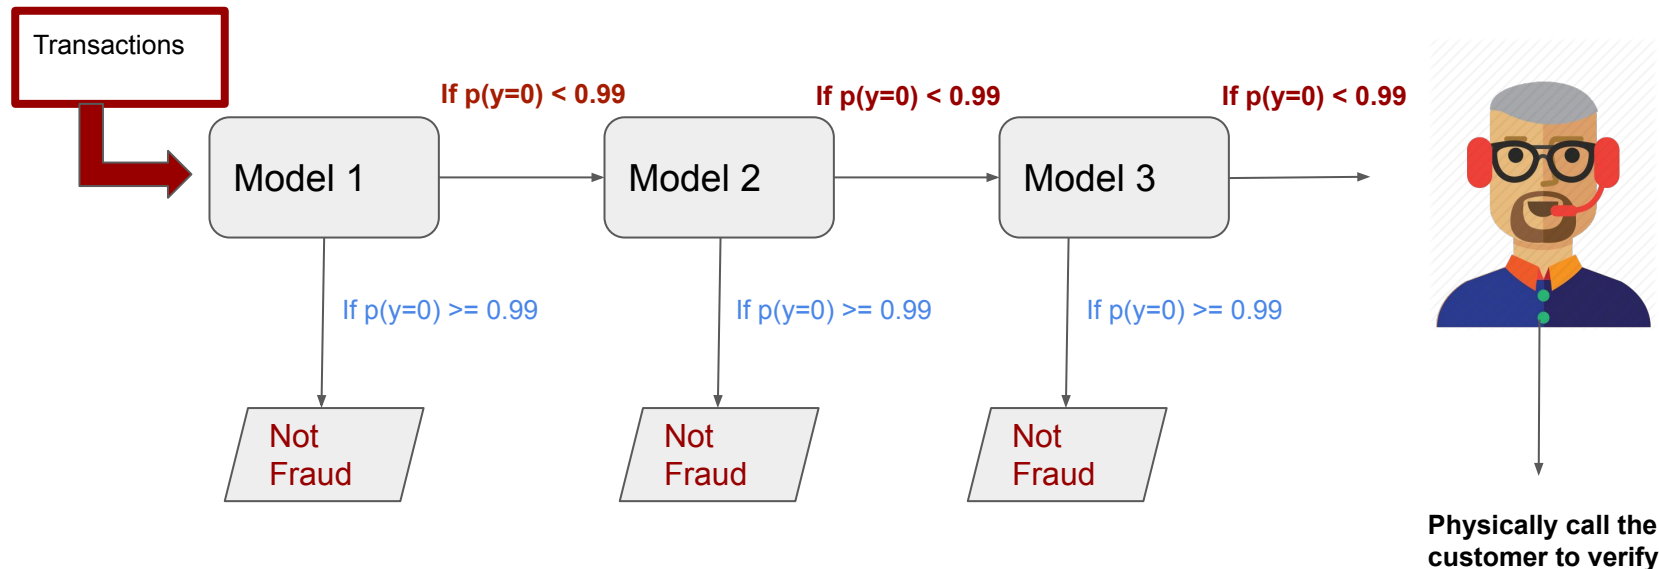 Transactions
If p(y=0) < 0.99
If p(y=0) < 0.99
If p(y=0) < 0.99
Model 1
Model 2
Model 3
If p(y=0) >= 0.99
If p(y=0) >= 0.99
If p(y=0) >= 0.99
Not
Fraud
Not
Fraud
Not
Fraud
Physically call the
customer to verify